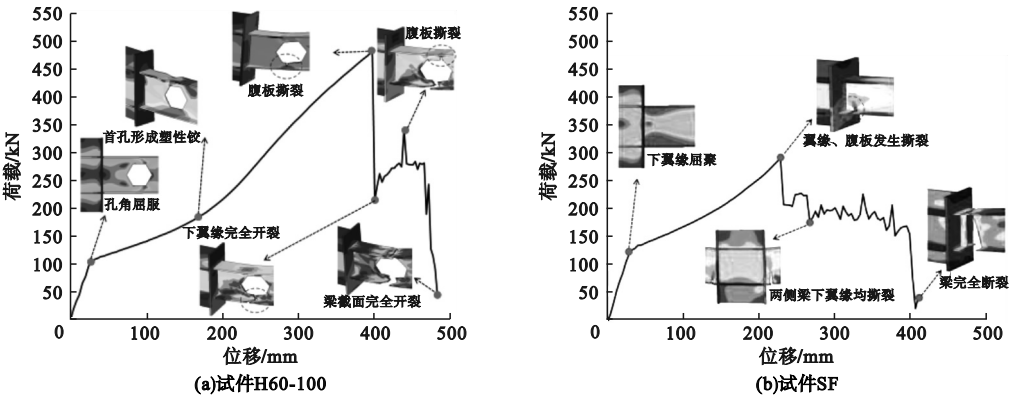 550
500
450
400
350
300
250
200
150
100
50
0
荷载/kN
100
200
300
400
500
位移/mm
腹板撕裂
腹板撕裂
首孔形成塑性铰
孔角屈服
下翼缘完全开裂
梁截面完全开裂
(a)试件H60-100
550
500
450
400
350
300
250
200
150
100
50
0
荷载/kN
100
200
300
400
500
位移/mm
下翼缘屈聚
翼缘、腹板发生撕裂
两侧梁下翼缘均撕裂
梁完全断裂
(b)试件SF